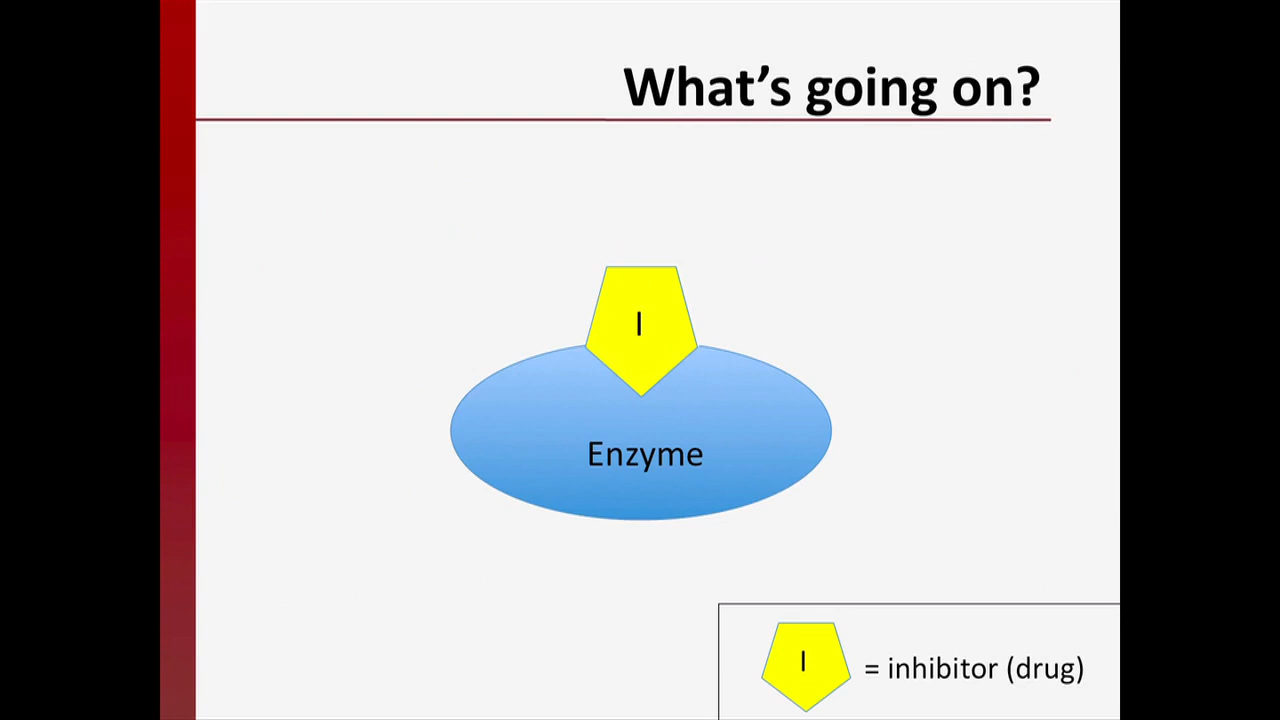 What's going on?
I
Enzyme
I
= inhibitor (drug)